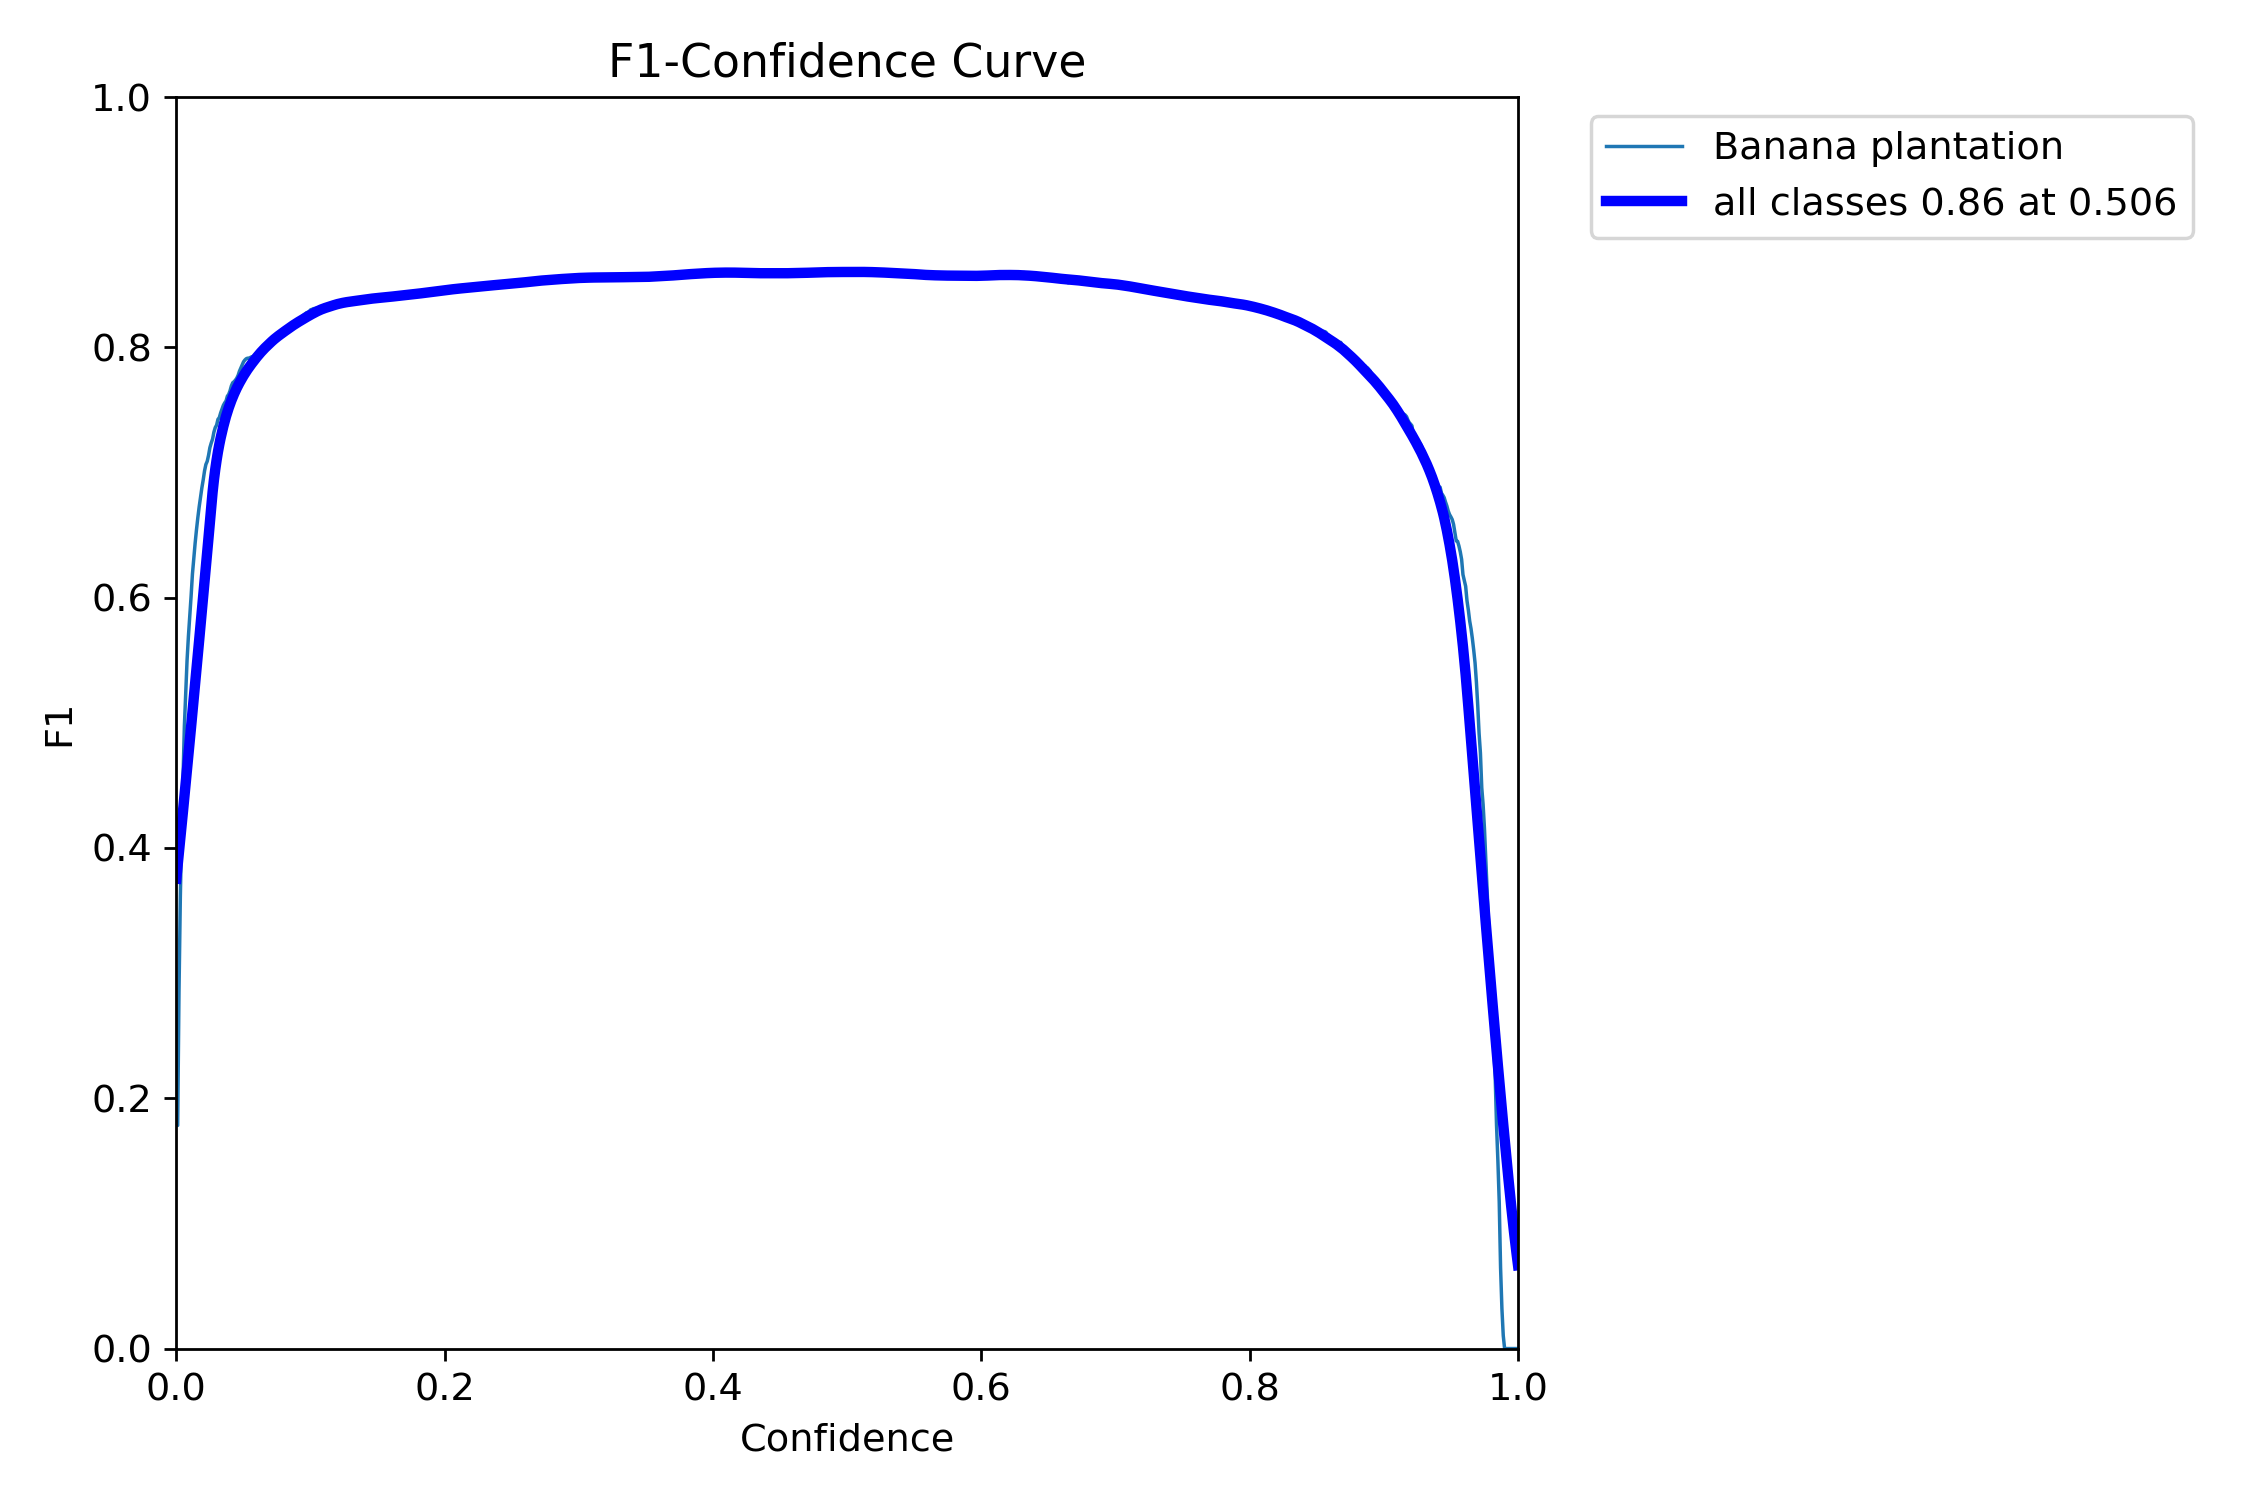 F1-Confidence Curve
Banana plantation
all classes 0.86 at 0.506
1.0
0.8
0.6
0.4
0.2
0.0
F1
0.0 0.2 0.4 0.6 0.8 1.0
Confidence